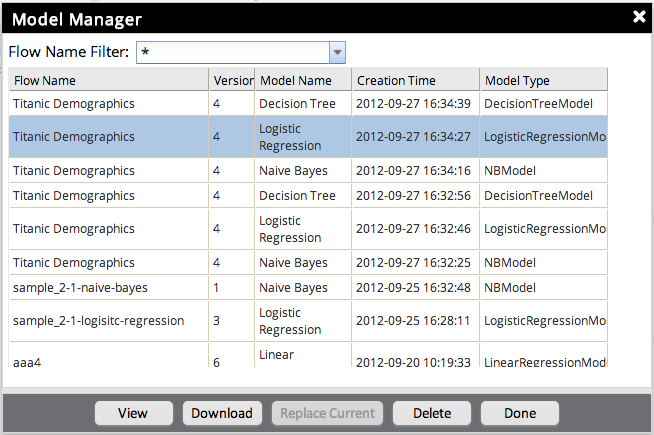 Model Manager
Flow Name Filter: *
Flow Name Version Model Name Creation Time Model Type
Titanic Demographics 4 Decision Tree 2012-09-27 16:34:39 DecisionTreeModel
Titanic Demographics 4 Logistic Regression 2012-09-27 16:34:27 LogisticRegressionMo
Titanic Demographics 4 Naive Bayes 2012-09-27 16:34:16 NBModel
Titanic Demographics 4 Decision Tree 2012-09-27 16:32:56 DecisionTreeModel
Titanic Demographics 4 Logistic Regression 2012-09-27 16:32:46 LogisticRegressionMo
Titanic Demographics 4 Naive Bayes 2012-09-27 16:32:25 NBModel
sample_2-1-naive-bayes 1 Naive Bayes 2012-09-25 16:32:48 NBModel
sample_2-1-logisitc-regression 3 Logistic Regression 2012-09-25 16:28:11 LogisticRegressionMo
aaa4 6 Linear 2012-09-20 10:19:33 LinearRegressionMod
View Download Replace Current Delete Done